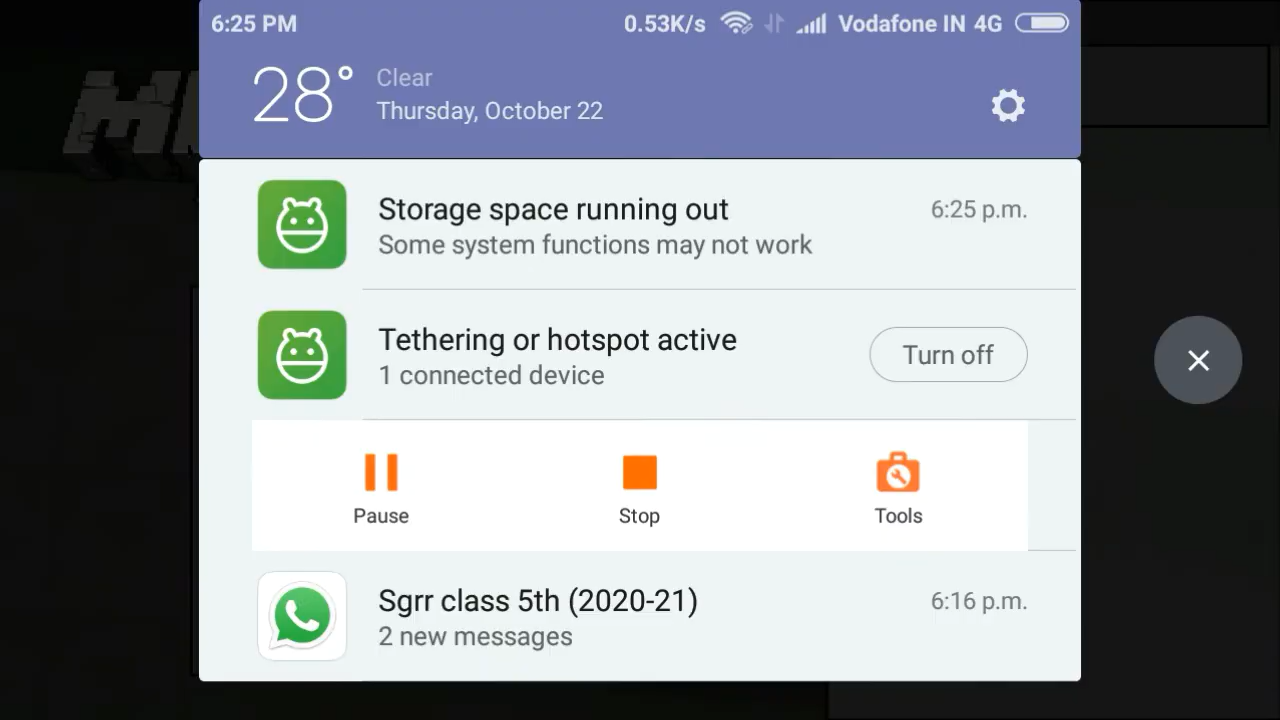 6:25 PM
0.53K/s
Vodafone IN 4G
28°
Clear
Thursday, October 22
Storage space running out
6:25 p.m.
Some system functions may not work
Tethering or hotspot active
1 connected device
Turn off
Pause
Stop
Tools
Sgrr class 5th (2020-21)
6:16 p.m.
2 new messages